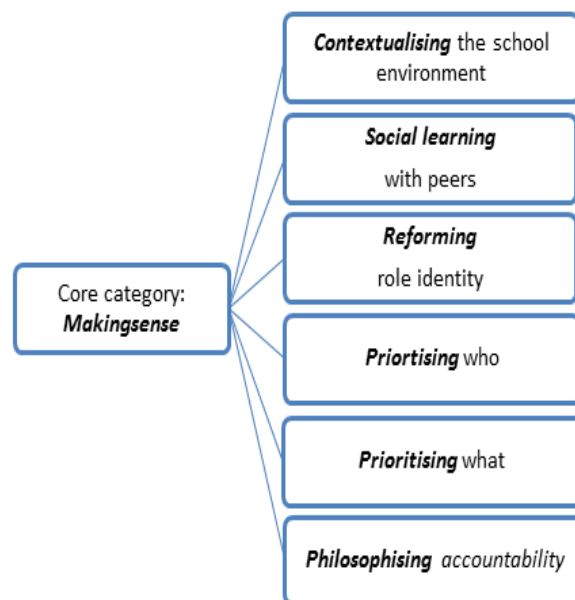 Contextualising the school
environment
Social learning
with peers
Reforming
role identity
Core category:
Makingsense
Priortising who
Prioritising what
Philosophising accountability